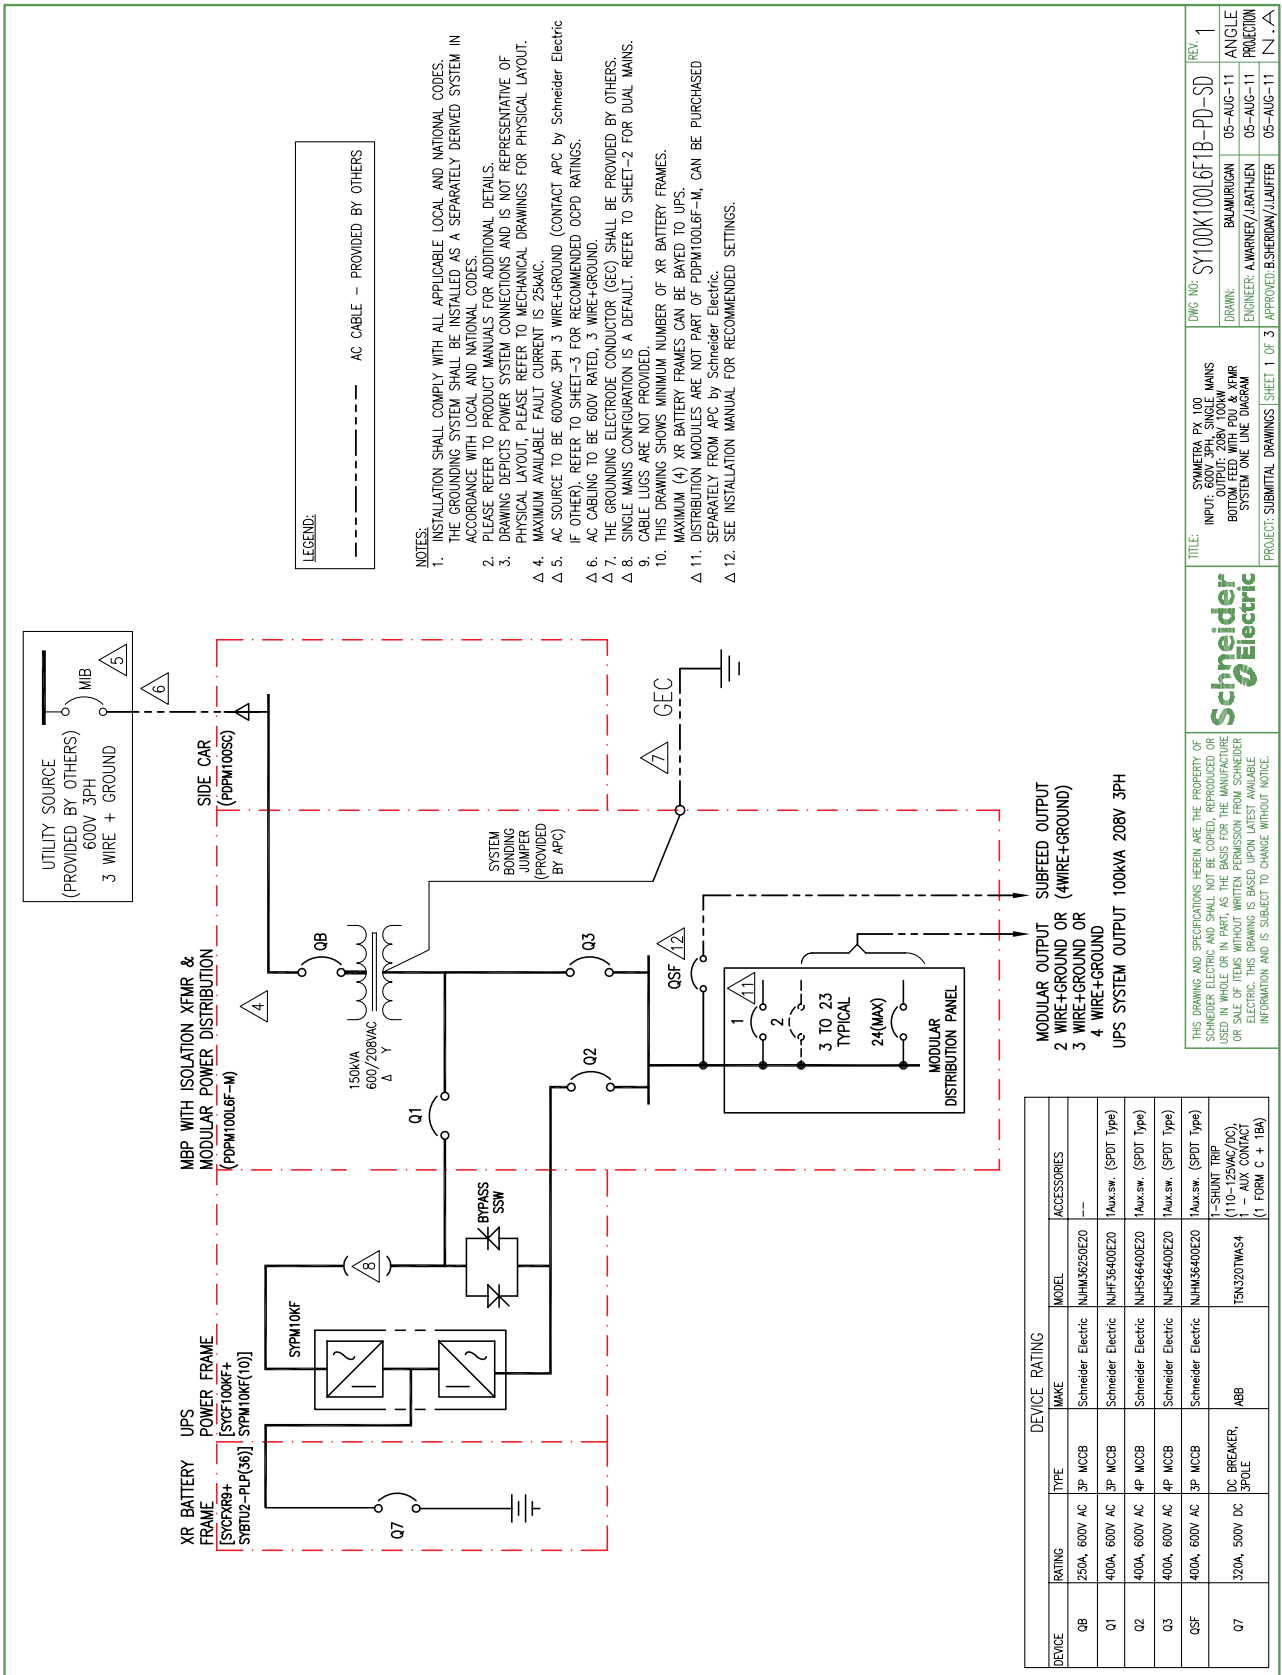 UTILITY SOURCE
(PROVIDED BY OTHERS)
600V 3PH
3 WIRE + GROUND
MIB
5
6
SIDE CAR
(PDPM100SC)
MBP WITH ISOLATION XFMR &
MODULAR POWER DISTRIBUTION
(PDPM100L6F-M)
4
QB
150kVA
600/208VAC
Δ Y
SYSTEM
BONDING
JUMPER
(PROVIDED
BY APC)
7
GEC
Q1
Q2
Q3
QSF
12
11
1
2
3 TO 23
TYPICAL
24(MAX)
MODULAR
DISTRIBUTION PANEL
MODULAR OUTPUT
2 WIRE+GROUND OR
3 WIRE+GROUND OR
4 WIRE+GROUND
SUBFEED OUTPUT
(4WIRE+GROUND)
UPS SYSTEM OUTPUT 100kVA 208V 3PH
UPS
POWER FRAME
[SYCF100KF+
SYPM10KF(10)]
SYPM10KF
8
BYPASS
SSW
XR BATTERY
FRAME
[SYCFXR9+
SYBTU2-PLP(36)]
Q7
LEGEND:
AC CABLE - PROVIDED BY OTHERS
NOTES:
1. INSTALLATION SHALL COMPLY WITH ALL APPLICABLE LOCAL AND NATIONAL CODES.
THE GROUNDING SYSTEM SHALL BE INSTALLED AS A SEPARATELY DERIVED SYSTEM IN
ACCORDANCE WITH LOCAL AND NATIONAL CODES.
2. PLEASE REFER TO PRODUCT MANUALS FOR ADDITIONAL DETAILS.
3. DRAWING DEPICTS POWER SYSTEM CONNECTIONS AND IS NOT REPRESENTATIVE OF
PHYSICAL LAYOUT, PLEASE REFER TO MECHANICAL DRAWINGS FOR PHYSICAL LAYOUT.
Δ 4. MAXIMUM AVAILABLE FAULT CURRENT IS 25kAIC.
Δ 5. AC SOURCE TO BE 600VAC 3PH 3 WIRE+GROUND (CONTACT APC by Schneider Electric
IF OTHER). REFER TO SHEET-3 FOR RECOMMENDED OCPD RATINGS.
Δ 6. AC CABLING TO BE 600V RATED, 3 WIRE+GROUND.
Δ 7. THE GROUNDING ELECTRODE CONDUCTOR (GEC) SHALL BE PROVIDED BY OTHERS.
Δ 8. SINGLE MAINS CONFIGURATION IS A DEFAULT. REFER TO SHEET-2 FOR DUAL MAINS.
9. CABLE LUGS ARE NOT PROVIDED.
10. THIS DRAWING SHOWS MINIMUM NUMBER OF XR BATTERY FRAMES.
MAXIMUM (4) XR BATTERY FRAMES CAN BE BAYED TO UPS.
Δ 11. DISTRIBUTION MODULES ARE NOT PART OF PDPM100L6F-M, CAN BE PURCHASED
SEPARATELY FROM APC by Schneider Electric.
Δ 12. SEE INSTALLATION MANUAL FOR RECOMMENDED SETTINGS.
DEVICE RATING
DEVICE RATING TYPE MAKE MODEL ACCESSORIES
QB 250A, 600V AC 3P MCCB Schneider Electric NJHM36250E20 --
Q1 400A, 600V AC 3P MCCB Schneider Electric NJHF36400E20 1Aux.sw. (SPDT Type)
Q2 400A, 600V AC 4P MCCB Schneider Electric NJHS46400E20 1Aux.sw. (SPDT Type)
Q3 400A, 600V AC 4P MCCB Schneider Electric NJHS46400E20 1Aux.sw. (SPDT Type)
QSF 400A, 600V AC 3P MCCB Schneider Electric NJHM36400E20 1Aux.sw. (SPDT Type)
Q7 320A, 500V DC DC BREAKER, 3POLE ABB T5N320TWAS4 1-SHUNT TRIP
(110-125VAC/DC),
1 - AUX CONTACT
(1 FORM C + 1BA)
THIS DRAWING AND SPECIFICATIONS HEREIN ARE THE PROPERTY OF
SCHNEIDER ELECTRIC AND SHALL NOT BE COPIED, REPRODUCED OR
USED IN WHOLE OR IN PART, AS THE BASIS FOR THE MANUFACTURE
OR SALE OF ITEMS WITHOUT WRITTEN PERMISSION FROM SCHNEIDER
ELECTRIC. THIS DRAWING IS BASED UPON LATEST AVAILABLE
INFORMATION AND IS SUBJECT TO CHANGE WITHOUT NOTICE.
Schneider
Electric
TITLE:
SYMMETRA PX 100
INPUT: 600V 3PH, SINGLE MAINS
OUTPUT: 208V 100kW
BOTTOM FEED WITH PDU & XFMR
SYSTEM ONE LINE DIAGRAM
PROJECT: SUBMITTAL DRAWINGS SHEET 1 OF 3
DWG NO: SY100K100L6F1B-PD-SD REV. 1
DRAWN: BALAMURUGAN 05-AUG-11
ENGINEER: A.WARNER/J.RATHJEN 05-AUG-11
APPROVED: B.SHERIDAN/J.LAUFFER 05-AUG-11
ANGLE
PROJECTION
N.A